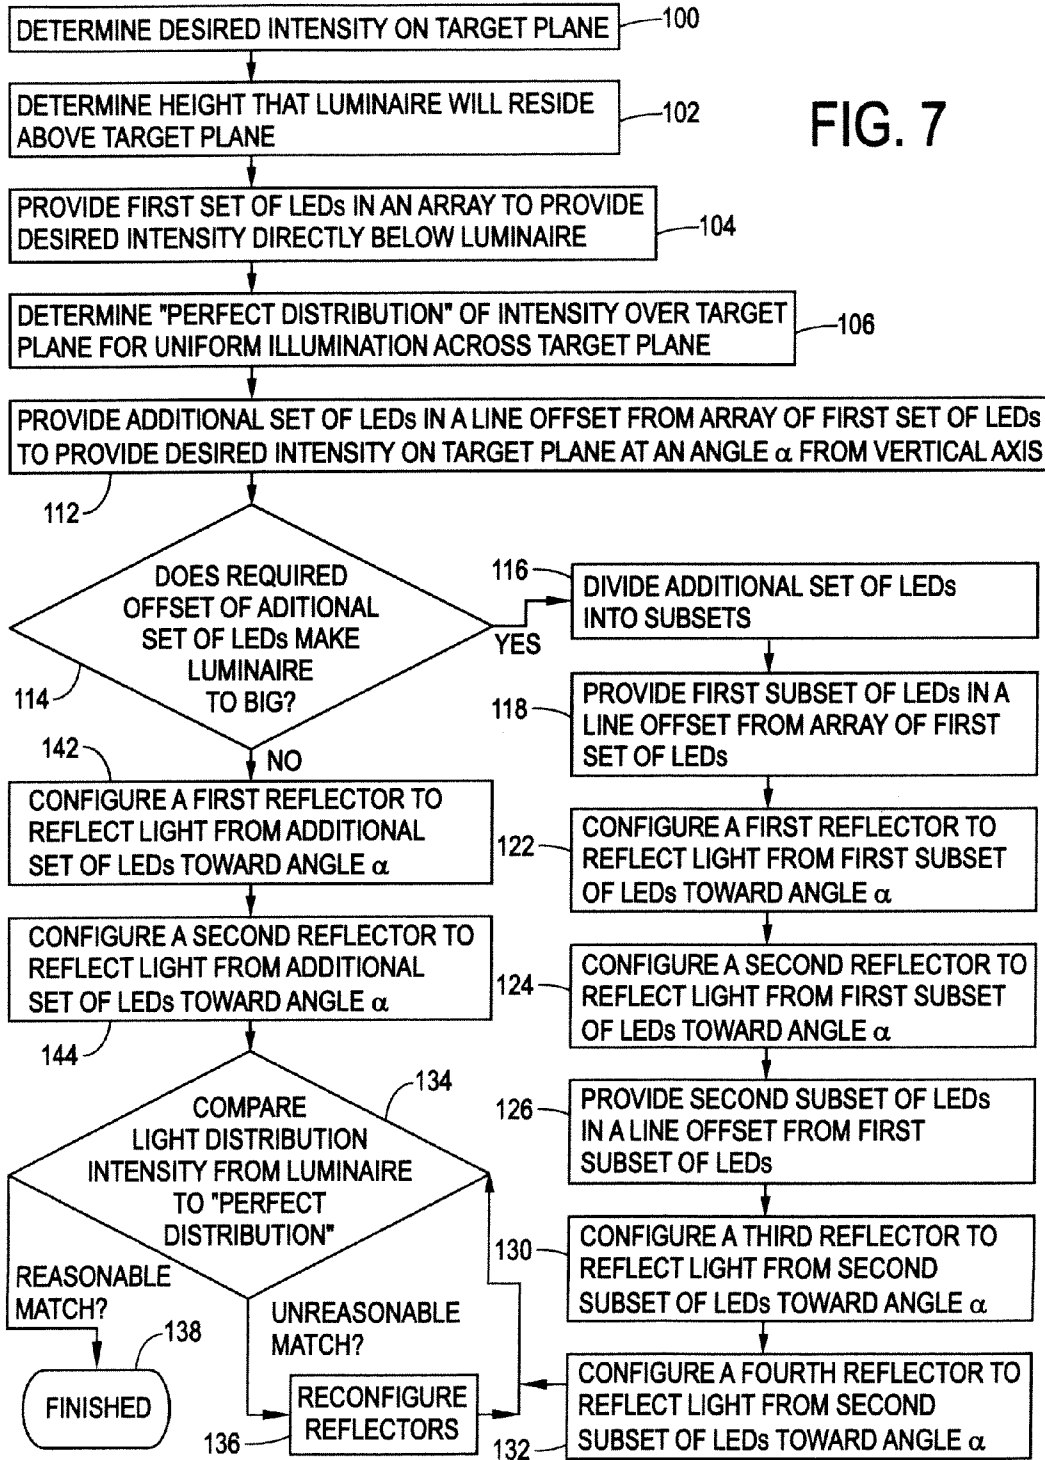 DETERMINE DESIRED INTENSITY ON TARGET PLANE
100
DETERMINE HEIGHT THAT LUMINAIRE WILL RESIDE
ABOVE TARGET PLANE
102
FIG. 7
PROVIDE FIRST SET OF LEDs IN AN ARRAY TO PROVIDE
DESIRED INTENSITY DIRECTLY BELOW LUMINAIRE
104
DETERMINE "PERFECT DISTRIBUTION" OF INTENSITY OVER TARGET
PLANE FOR UNIFORM ILLUMINATION ACROSS TARGET PLANE
106
PROVIDE ADDITIONAL SET OF LEDs IN A LINE OFFSET FROM ARRAY OF FIRST SET OF LEDs
TO PROVIDE DESIRED INTENSITY ON TARGET PLANE AT AN ANGLE α FROM VERTICAL AXIS
112
DOES REQUIRED
OFFSET OF ADITIONAL
SET OF LEDs MAKE
LUMINAIRE
TO BIG?
114
YES
NO
116
DIVIDE ADDITIONAL SET OF LEDs
INTO SUBSETS
118
PROVIDE FIRST SUBSET OF LEDs IN A
LINE OFFSET FROM ARRAY OF FIRST
SET OF LEDs
142
CONFIGURE A FIRST REFLECTOR TO
REFLECT LIGHT FROM ADDITIONAL
SET OF LEDs TOWARD ANGLE α
122
CONFIGURE A FIRST REFLECTOR TO
REFLECT LIGHT FROM FIRST SUBSET
OF LEDs TOWARD ANGLE α
CONFIGURE A SECOND REFLECTOR TO
REFLECT LIGHT FROM ADDITIONAL
SET OF LEDs TOWARD ANGLE α
144
124
CONFIGURE A SECOND REFLECTOR TO
REFLECT LIGHT FROM FIRST SUBSET
OF LEDs TOWARD ANGLE α
134
COMPARE
LIGHT DISTRIBUTION
INTENSITY FROM LUMINAIRE
TO "PERFECT
DISTRIBUTION"
126
PROVIDE SECOND SUBSET OF LEDs
IN A LINE OFFSET FROM FIRST
SUBSET OF LEDs
130
CONFIGURE A THIRD REFLECTOR TO
REFLECT LIGHT FROM SECOND
SUBSET OF LEDs TOWARD ANGLE α
REASONABLE
MATCH?
UNREASONABLE
MATCH?
138
FINISHED
RECONFIGURE
REFLECTORS
136
CONFIGURE A FOURTH REFLECTOR TO
REFLECT LIGHT FROM SECOND
SUBSET OF LEDs TOWARD ANGLE α
132